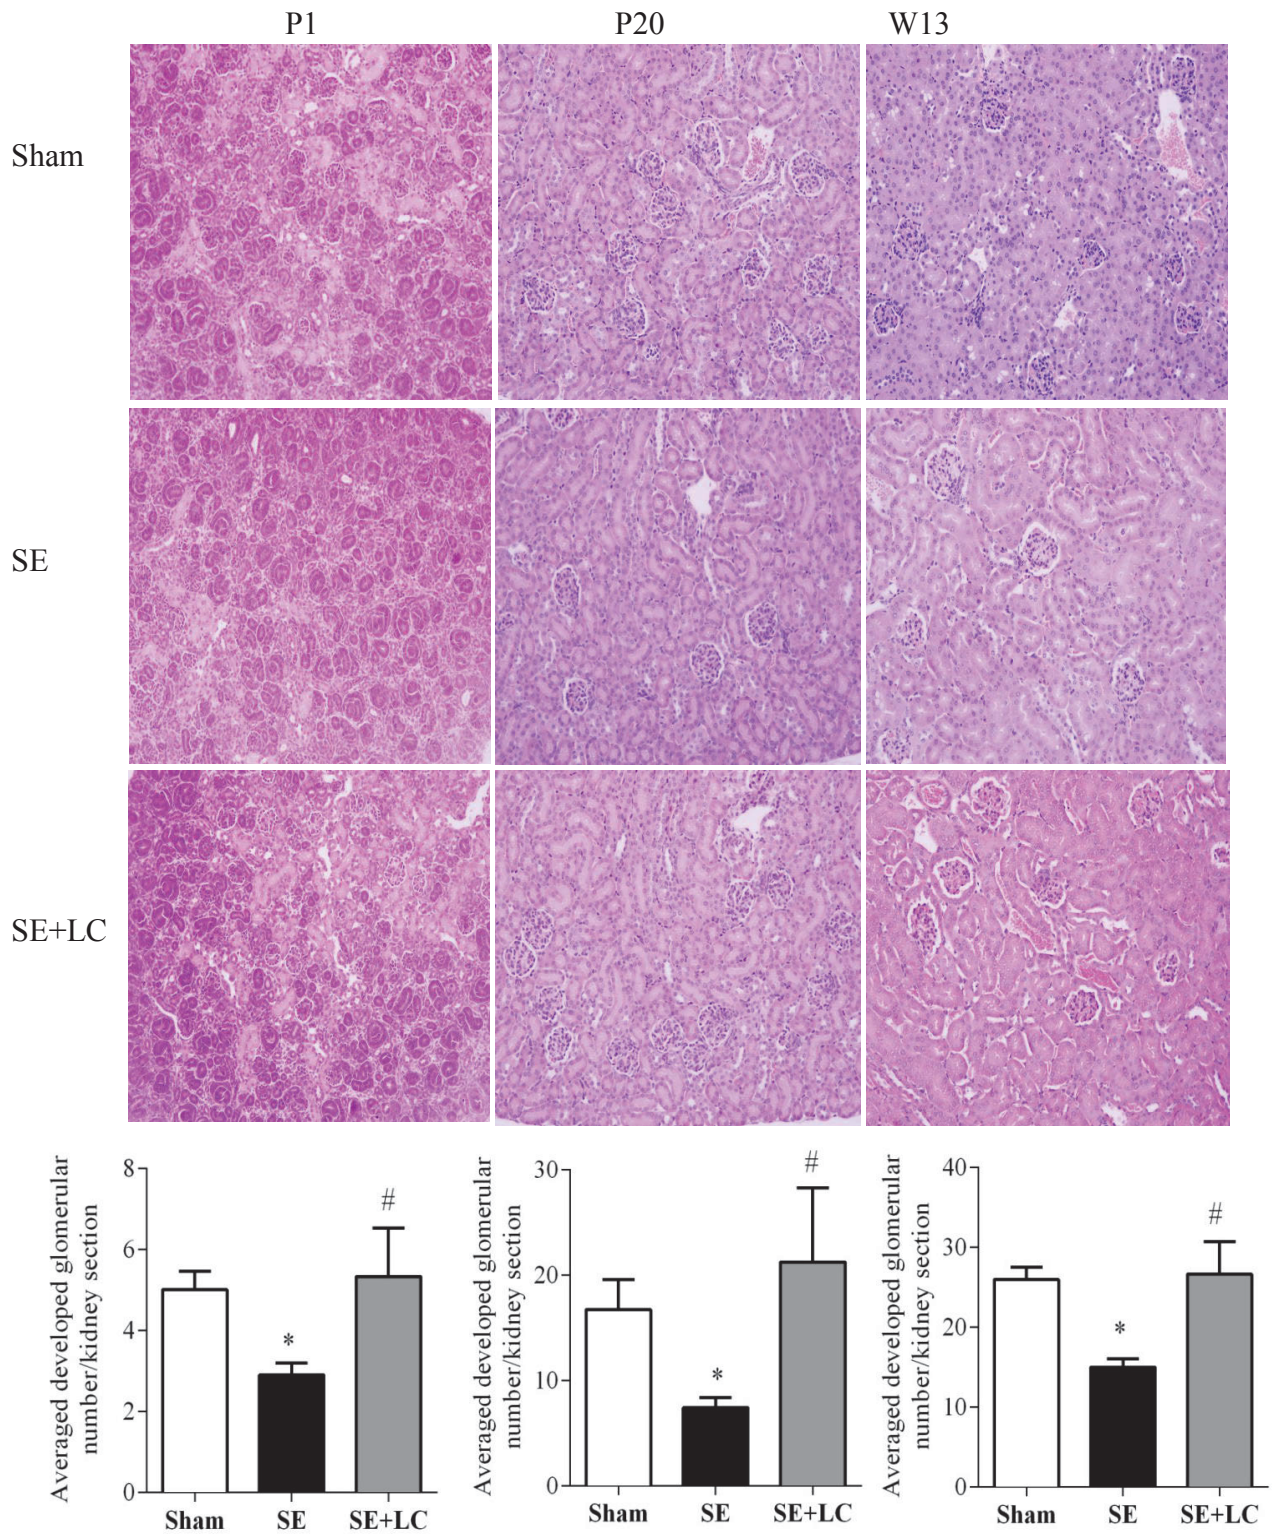 P1 P20 W13
Sham
SE
SE+LC
Averaged developed glomerular
number/kidney section
8
6
4
2
0
*
#
Sham SE SE+LC
Averaged developed glomerular
number/kidney section
30
20
10
0
*
#
Sham SE SE+LC
Averaged developed glomerular
number/kidney section
40
30
20
10
0
*
#
Sham SE SE+LC